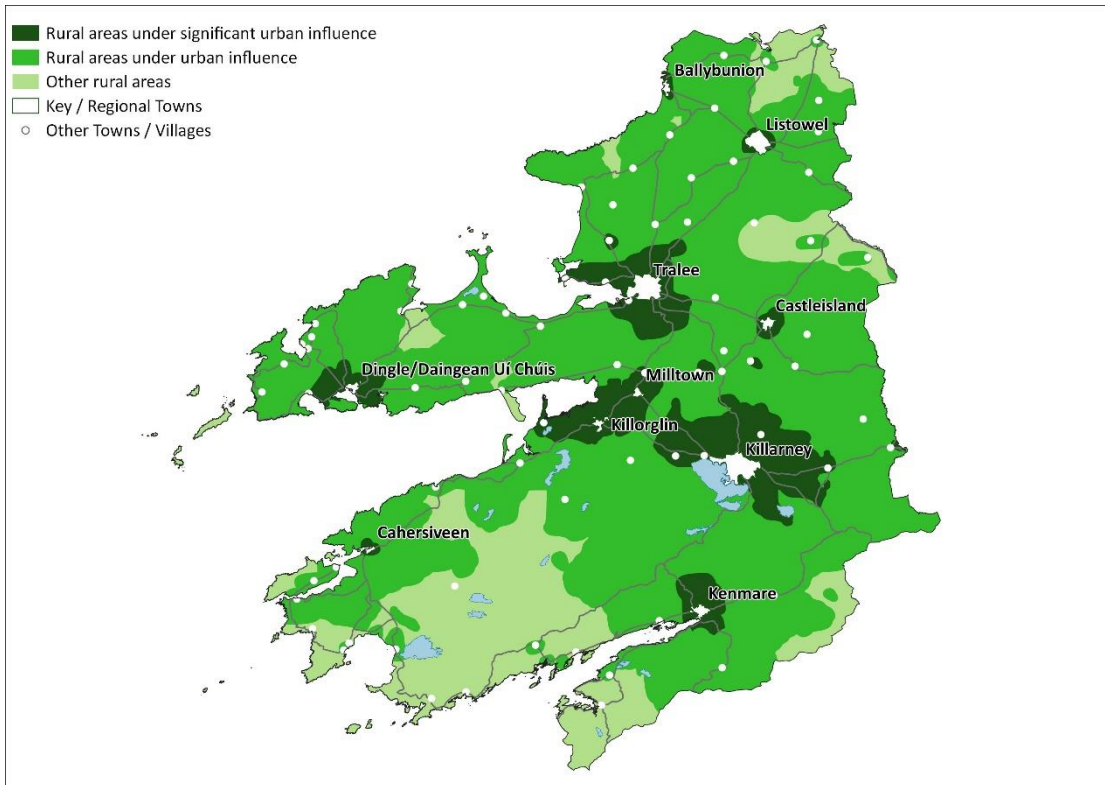 Rural areas under significant urban influence
Rural areas under urban influence
Other rural areas
Key / Regional Towns
Other Towns / Villages
Ballybunion
Listowel
Tralee
Castleisland
Dingle/Daingean Uí Chúis
Milltown
Killorglin
Killarney
Cahersiveen
Kenmare